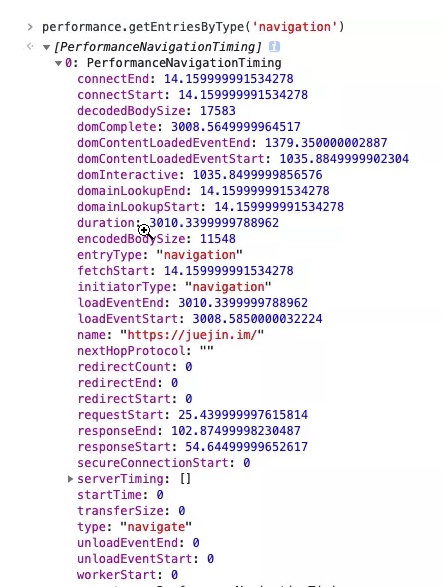 > performance.getEntriesByType('navigation')
[PerformanceNavigationTiming] i
0: PerformanceNavigationTiming
connectEnd: 14.159999991534278
connectStart: 14.159999991534278
decodedBodySize: 17583
domComplete: 3008.5649999964517
domContentLoadedEventEnd: 1379.350000002887
domContentLoadedEventStart: 1035.8849999902304
domInteractive: 1035.8499999856576
domainLookupEnd: 14.159999991534278
domainLookupStart: 14.159999991534278
duration: 3010.3399999788962
encodedBodySize: 11548
entryType: "navigation"
fetchStart: 14.159999991534278
initiatorType: "navigation"
loadEventEnd: 3010.3399999788962
loadEventStart: 3008.5850000032224
name: "https://juejin.im/"
nextHopProtocol: ""
redirectCount: 0
redirectEnd: 0
redirectStart: 0
requestStart: 25.439999997615814
responseEnd: 102.87499998230487
responseStart: 54.64499999652617
secureConnectionStart: 0
serverTiming: []
startTime: 0
transferSize: 0
type: "navigate"
unloadEventEnd: 0
unloadEventStart: 0
workerStart: 0